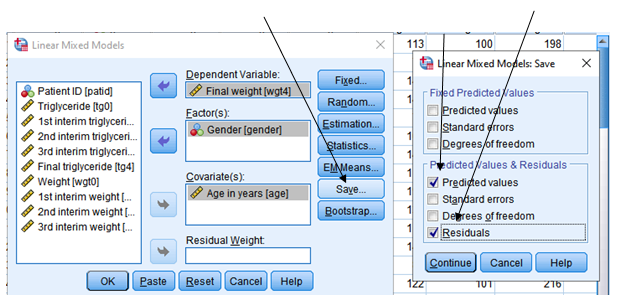 113 100 198
Linear Mixed Models
Patient ID [patid]
Triglyceride [tg0]
1st interim triglyceri...
2nd interim triglyceri...
3rd interim triglyceri...
Final triglyceride [tg4]
Weight [wgt0]
1st interim weight [...
2nd interim weight [...
3rd interim weight [...
Dependent Variable:
Final weight [wgt4]
Factor(s):
Gender [gender]
Covariate(s):
Age in years [age]
Residual Weight:
Fixed...
Random...
Estimation...
Statistics...
EM Means...
Save...
Bootstrap...
OK Paste Reset Cancel Help
Linear Mixed Models: Save
Fixed Predicted Values
Predicted values
Standard errors
Degrees of freedom
Predicted Values & Residuals
Predicted values
Standard errors
Degrees of freedom
Residuals
Continue Cancel Help
122 101 216